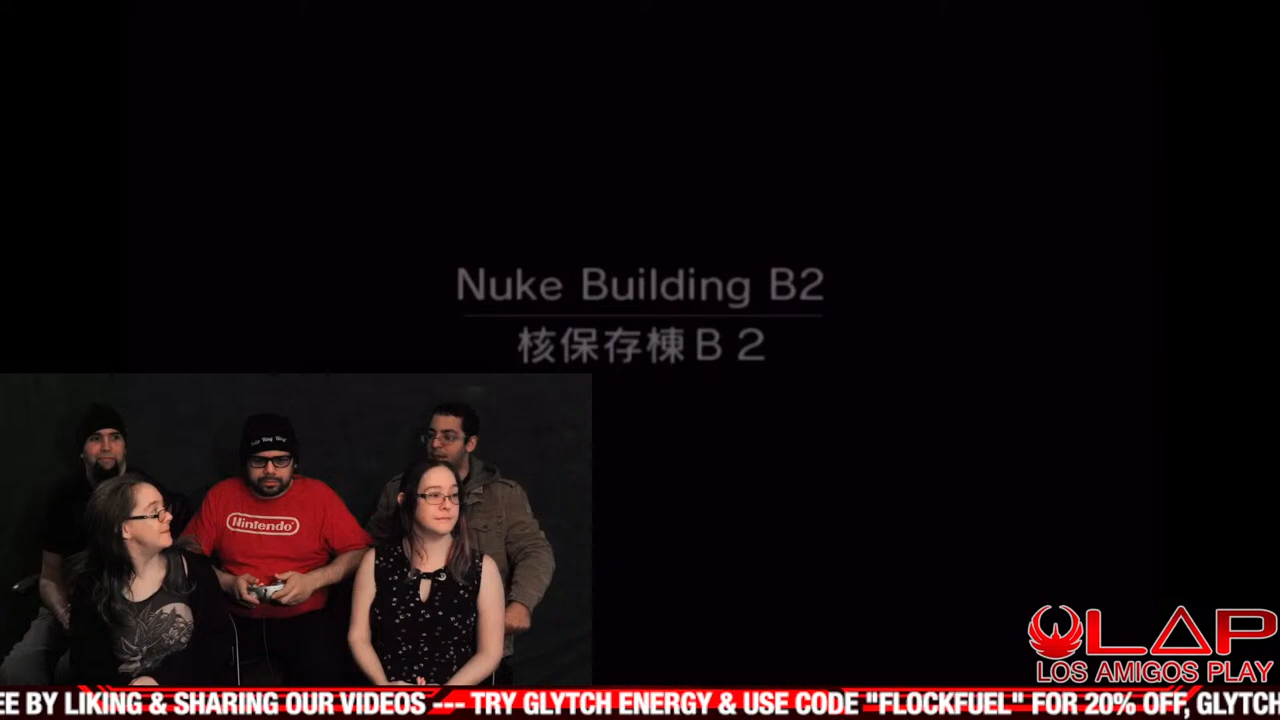 Nuke Building B2
核保存棟B2
Nintendo
LAP
LOS AMIGOS PLAY
EE BY LIKING & SHARING OUR VIDEOS --- TRY GLYTCH ENERGY & USE CODE "FLOCKFUEL" FOR 20% OFF, GLYTCH